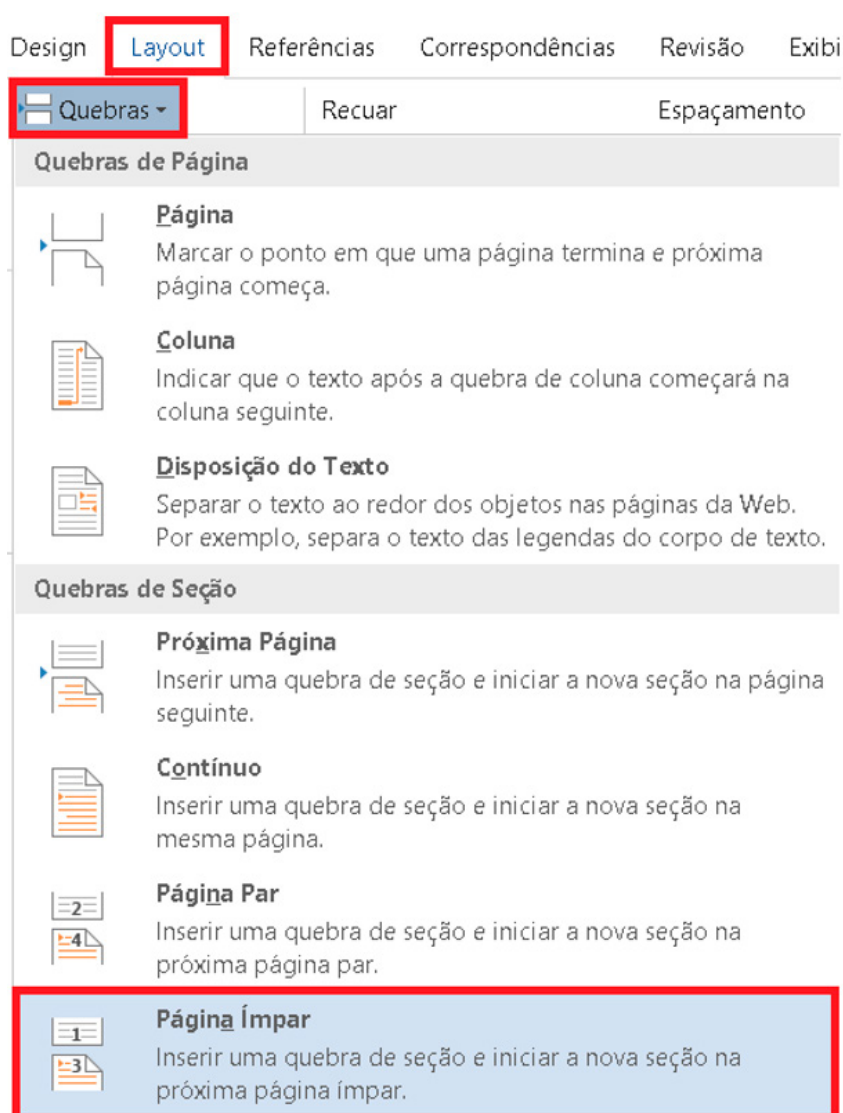 Design Layout Referências Correspondências Revisão Exibi
Quebras Recuar Espaçamento
Quebras de Página
Página
Marcar o ponto em que uma página termina e próxima
página começa.
Coluna
Indicar que o texto após a quebra de coluna começará na
coluna seguinte.
Disposição do Texto
Separar o texto ao redor dos objetos nas páginas da Web.
Por exemplo, separa o texto das legendas do corpo de texto.
Quebras de Seção
Próxima Página
Inserir uma quebra de seção e iniciar a nova seção na página
seguinte.
Contínuo
Inserir uma quebra de seção e iniciar a nova seção na
mesma página.
Página Par
2
Inserir uma quebra de seção e iniciar a nova seção na
4
próxima página par.
Página Ímpar
1
Inserir uma quebra de seção e iniciar a nova seção na
3
próxima página ímpar.